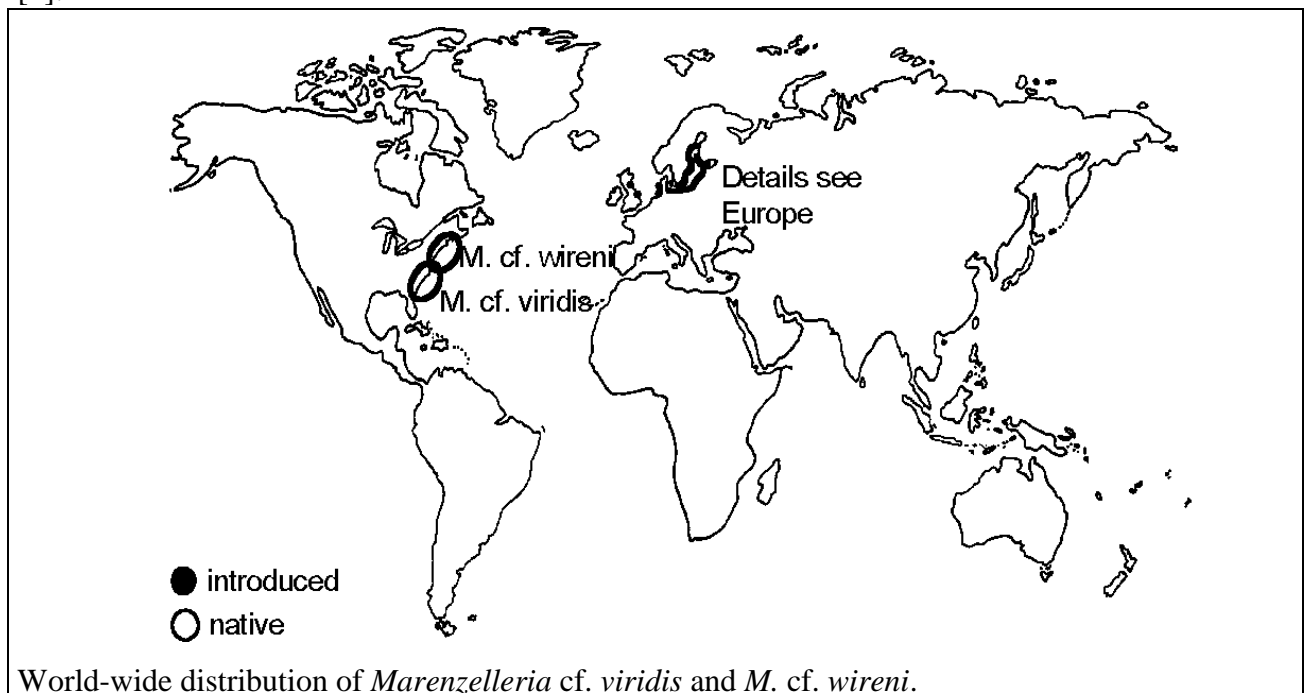 Details see
Europe
M. cf. wireni
M. cf. viridis
introduced
native
World-wide distribution of Marenzelleria cf. viridis and M. cf. wireni.